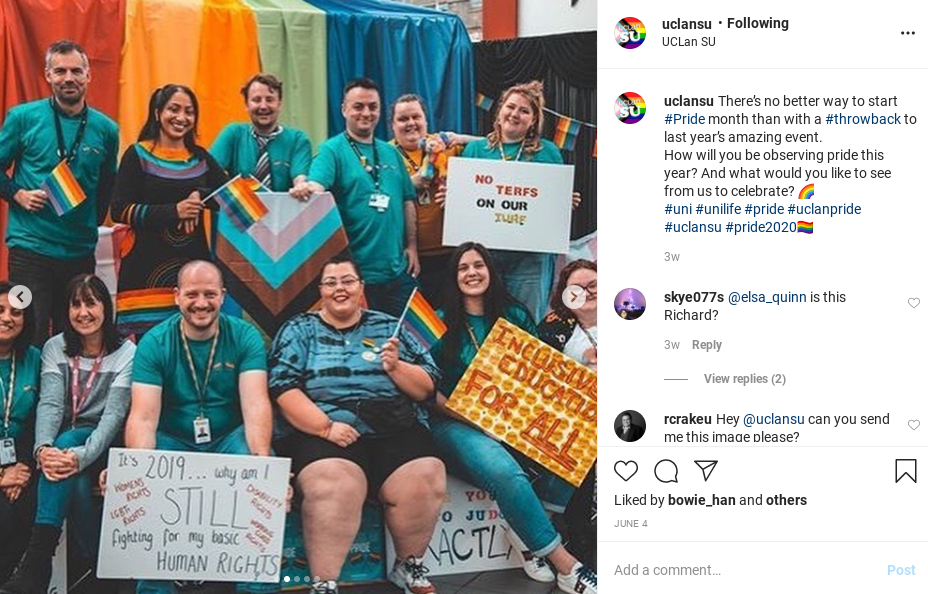 uclansu • Following
UCLan SU
uclansu There's no better way to start
#Pride month than with a #throwback to
last year's amazing event.
How will you be observing pride this
year? And what would you like to see
from us to celebrate? 🌈
#uni #unilife #pride #uclanpride
#uclansu #pride2020🏳️‍🌈
3w
skye077s @elsa_quinn is this
Richard?
3w Reply
View replies (2)
rcrakeu Hey @uclansu can you send
me this image please?
Liked by bowie_han and others
JUNE 4
Add a comment… Post
NO TERFS
ON OUR
TURF
INCLUSIVE
EDUCATION
FOR ALL
It's 2019... why am I
STILL
fighting for my basic
HUMAN RIGHTS
WOMENS
RIGHTS
LGBT+
RIGHTS
DISABILITY
RIGHTS